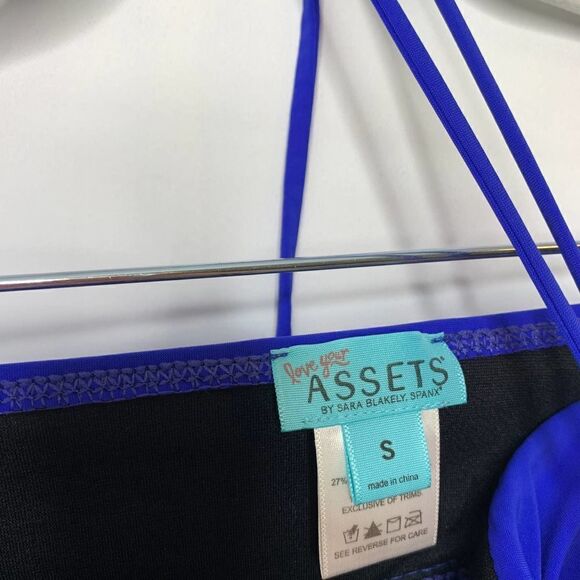 love your
ASSETS®
BY SARA BLAKELY, SPANX®
S
made in china
27%
EXCLUSIVE OF TRIMS
SEE REVERSE FOR CARE